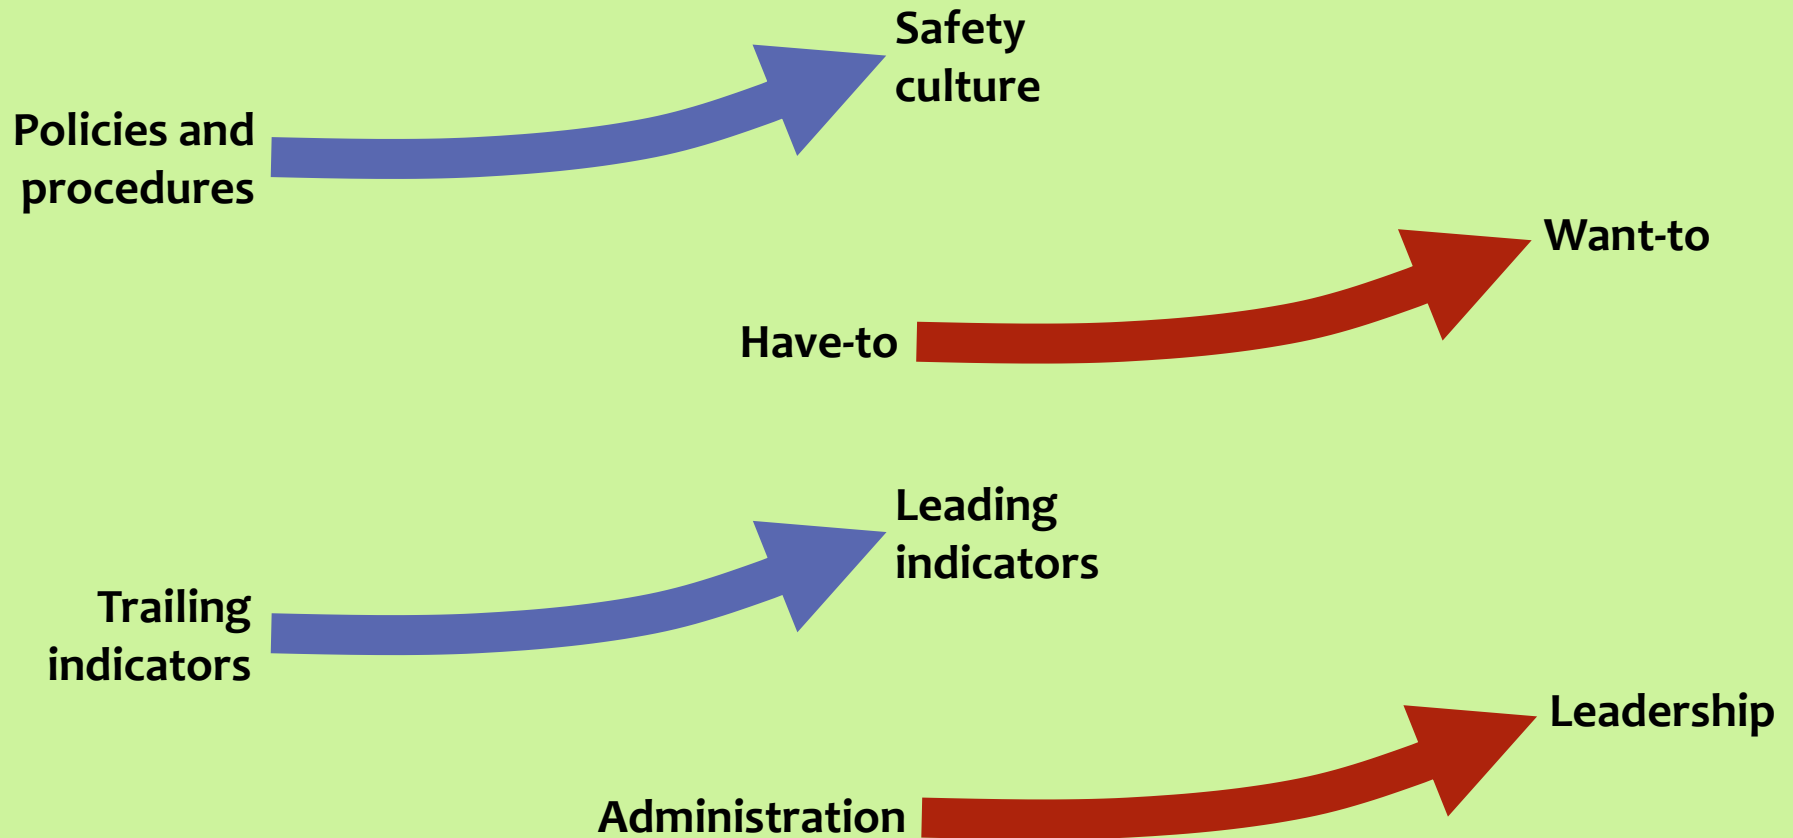 Safety
culture
Policies and
procedures
Want-to
Have-to
Leading
indicators
Trailing
indicators
Leadership
Administration